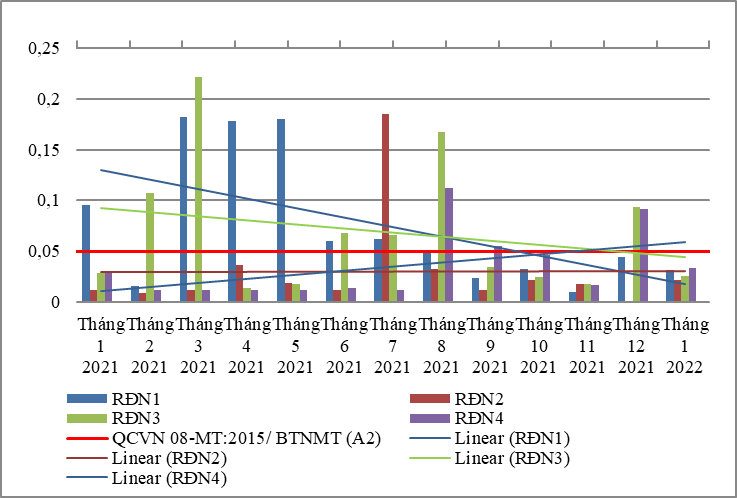 0,25
0,2
0,15
0,1
0,05
0
Tháng Tháng Tháng Tháng Tháng Tháng Tháng Tháng Tháng Tháng Tháng Tháng Tháng
1 2 3 4 5 6 7 8 9 10 11 12 1
2021 2021 2021 2021 2021 2021 2021 2021 2021 2021 2021 2021 2022
RĐN1 RĐN2
RĐN3 RĐN4
QCVN 08-MT:2015/ BTNMT (A2) Linear (RĐN1)
Linear (RĐN2) Linear (RĐN3)
Linear (RĐN4)